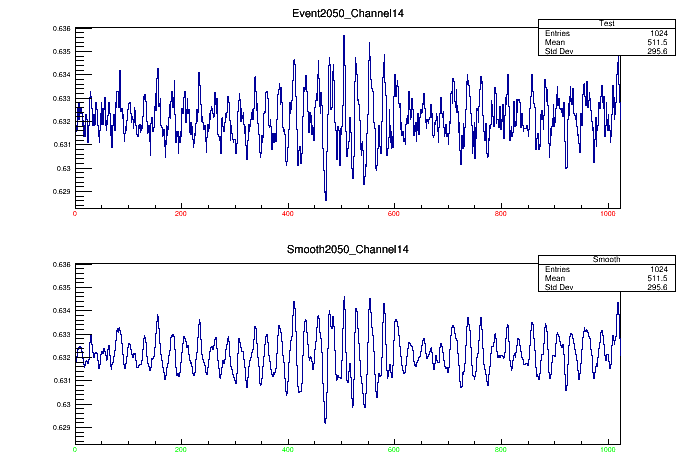 Event2050_Channel14
Test
Entries 1024
Mean 511.5
Std Dev 295.6
0.636
0.635
0.634
0.633
0.632
0.631
0.63
0.629
0 200 400 600 800 1000
Smooth2050_Channel14
Smooth
Entries 1024
Mean 511.5
Std Dev 295.6
0.636
0.635
0.634
0.633
0.632
0.631
0.63
0.629
0 200 400 600 800 1000